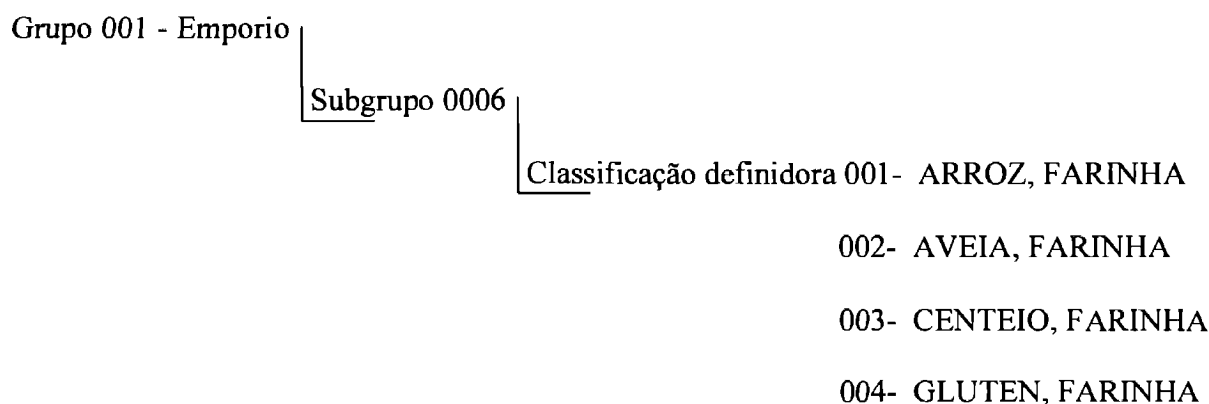 Grupo 001 - Emporio
Subgrupo 0006
Classificação definidora 001- ARROZ, FARINHA
002- AVEIA, FARINHA
003- CENTEIO, FARINHA
004- GLUTEN, FARINHA